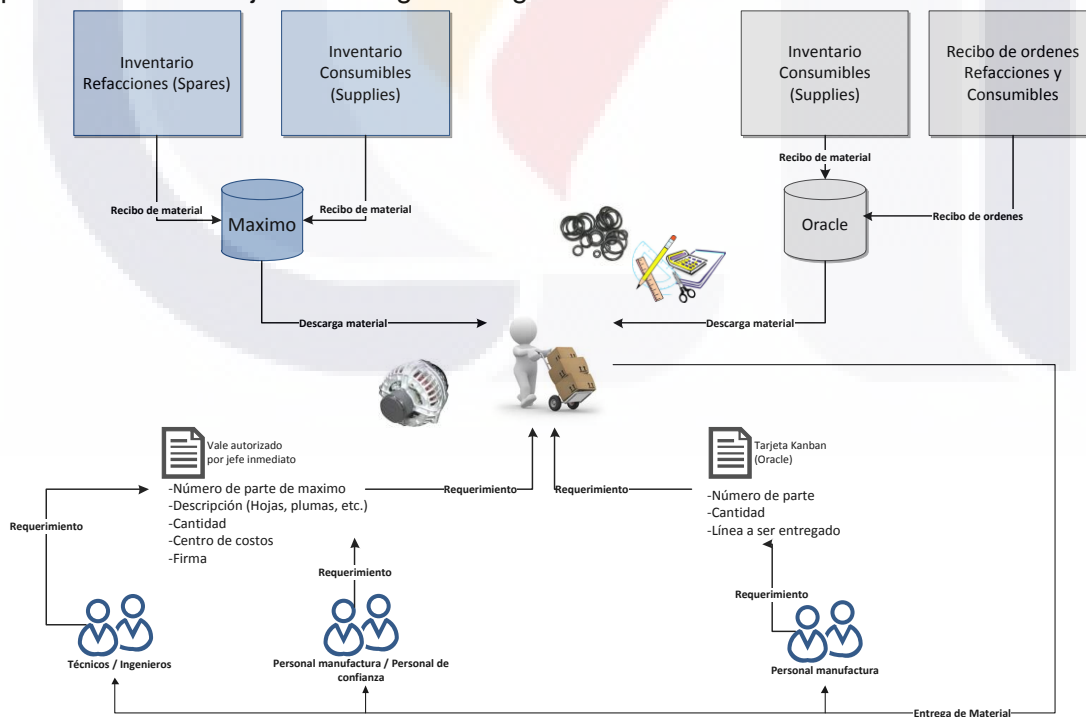 Inventario
Refacciones (Spares)
Inventario
Consumibles
(Supplies)
Inventario
Consumibles
(Supplies)
Recibo de ordenes
Refacciones y
Consumibles
Recibo de material
Recibo de material
Recibo de material
Recibo de ordenes
Maximo
Oracle
Descarga material
Descarga material
Vale autorizado
por jefe inmediato
-Número de parte de maximo
-Descripción (Hojas, plumas, etc.)
-Cantidad
-Centro de costos
-Firma
Requerimiento
Requerimiento
Tarjeta Kanban
(Oracle)
-Número de parte
-Cantidad
-Línea a ser entregado
Requerimiento
Requerimiento
Requerimiento
Técnicos / Ingenieros
Personal manufactura / Personal de
confianza
Personal manufactura
Entrega de Material